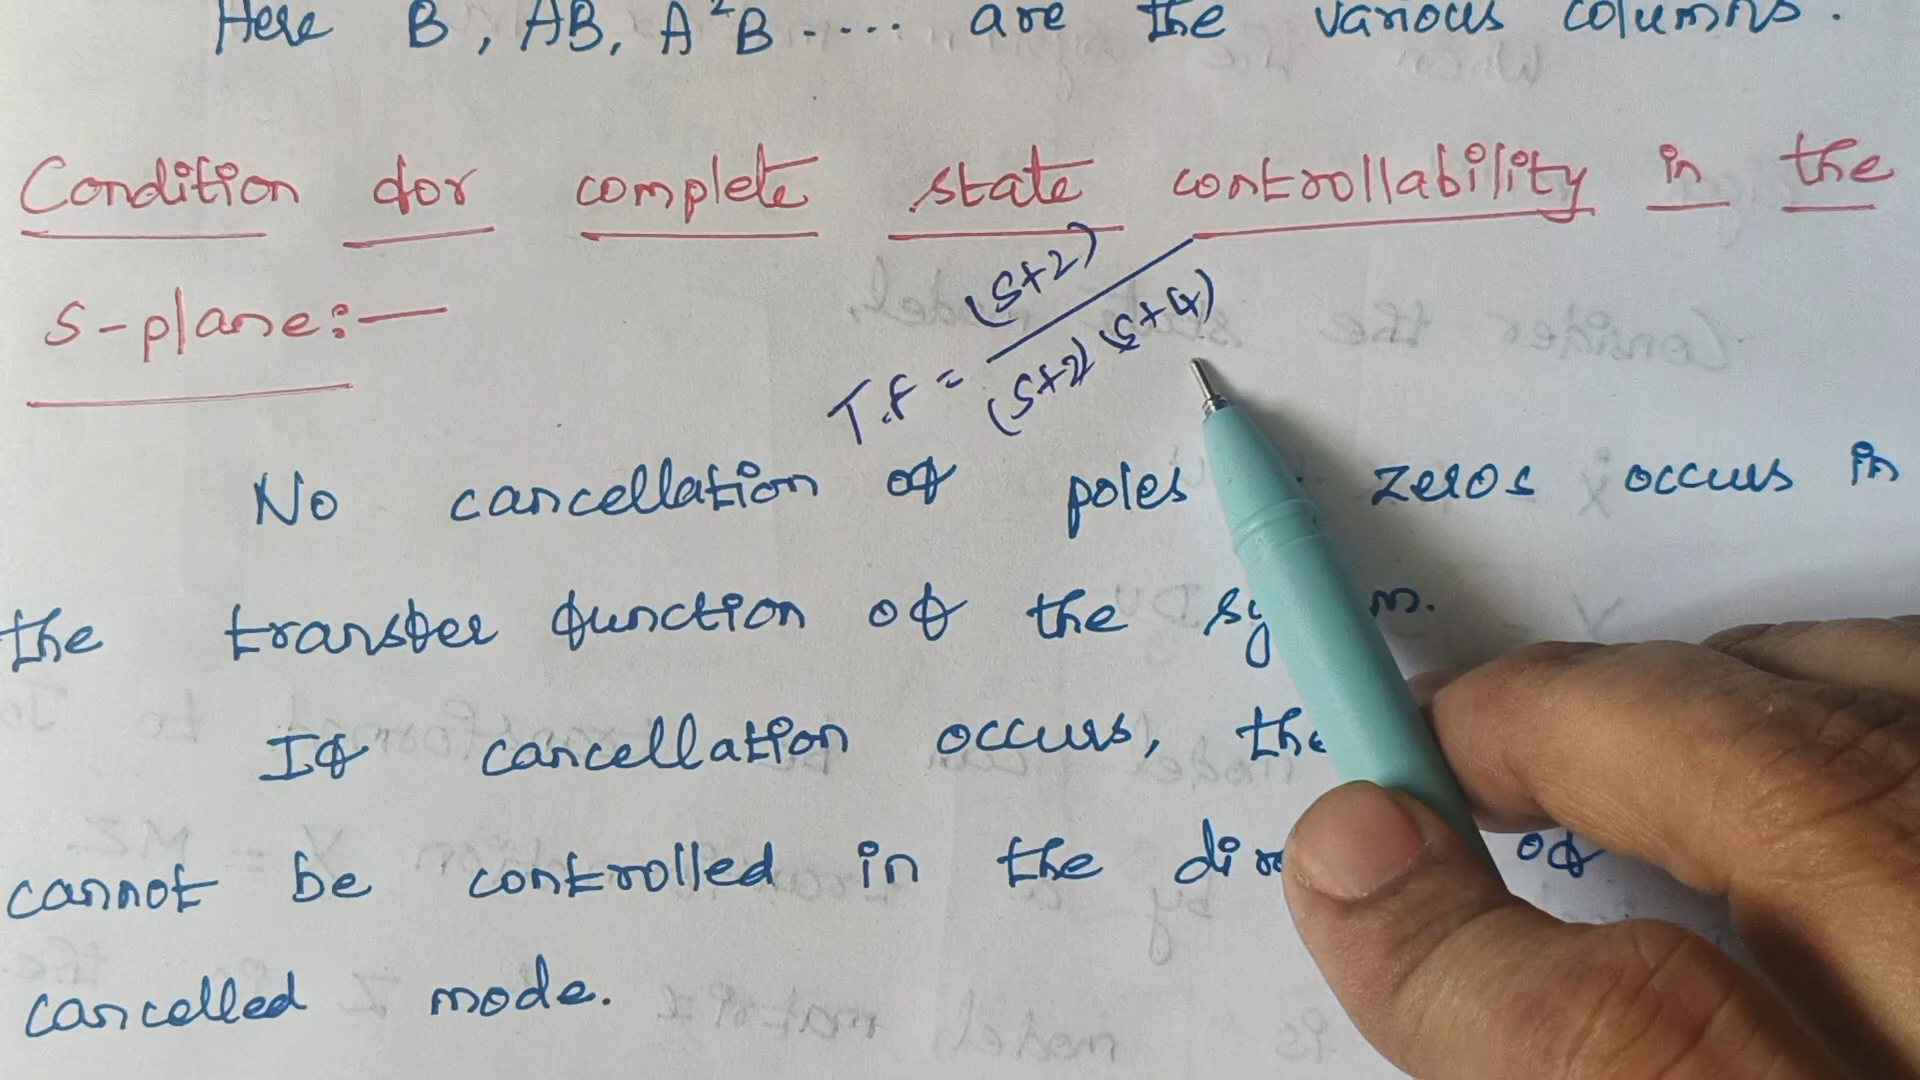 Here B, AB, A²B ..... are the various columns.
Condition for complete state controllability in the
s-plane:—
T.F = (s+2) / (s+2) (s+4)
No cancellation of poles zeros occurs in
the transfer function of the
If cancellation occurs, the
cannot be controlled in the of
cancelled mode.